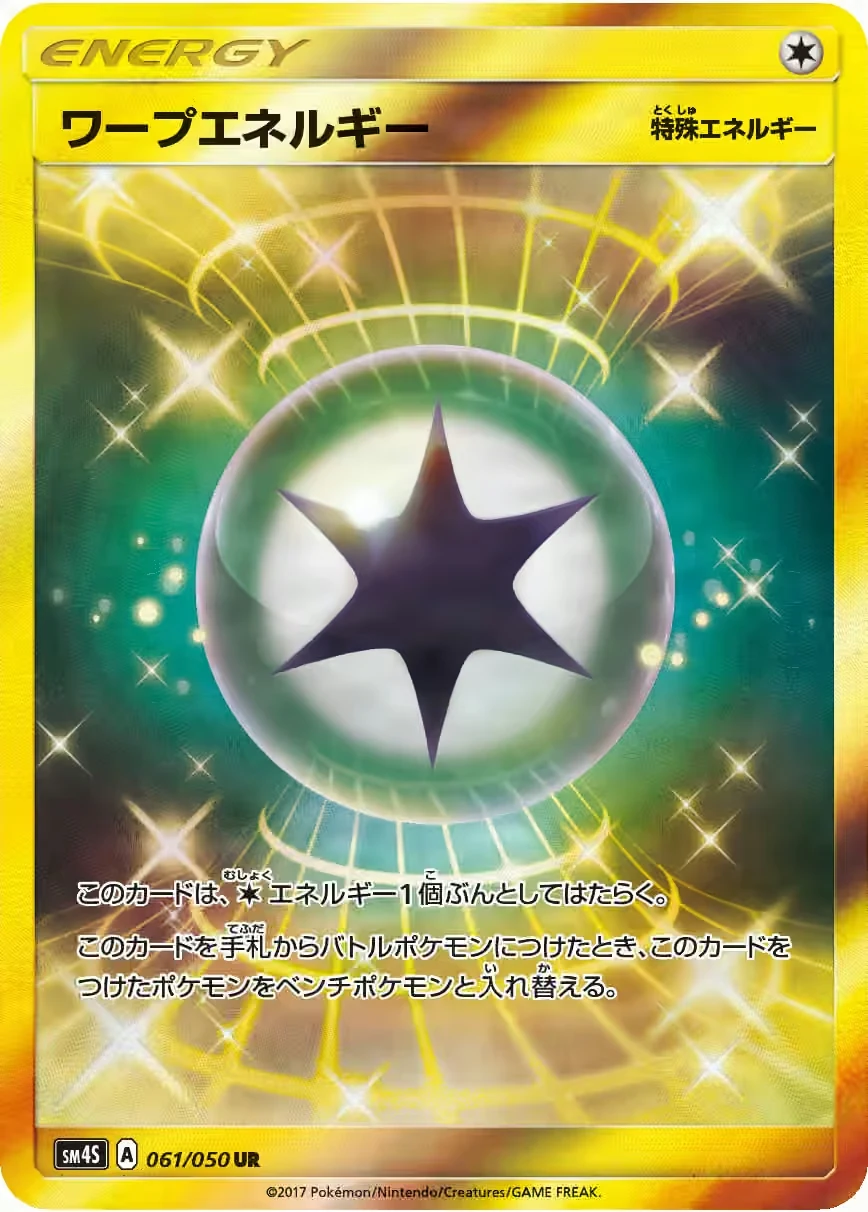 ENERGY
ワープエネルギー
とくしゅ
特殊エネルギー
むしょく こ
このカードは、エネルギー1個ぶんとしてはたらく。
てふだ
このカードを手札からバトルポケモンにつけたとき、このカードを
い か
つけたポケモンをベンチポケモンと入れ替える。
SM4S A 061/050 UR
©2017 Pokémon/Nintendo/Creatures/GAME FREAK.